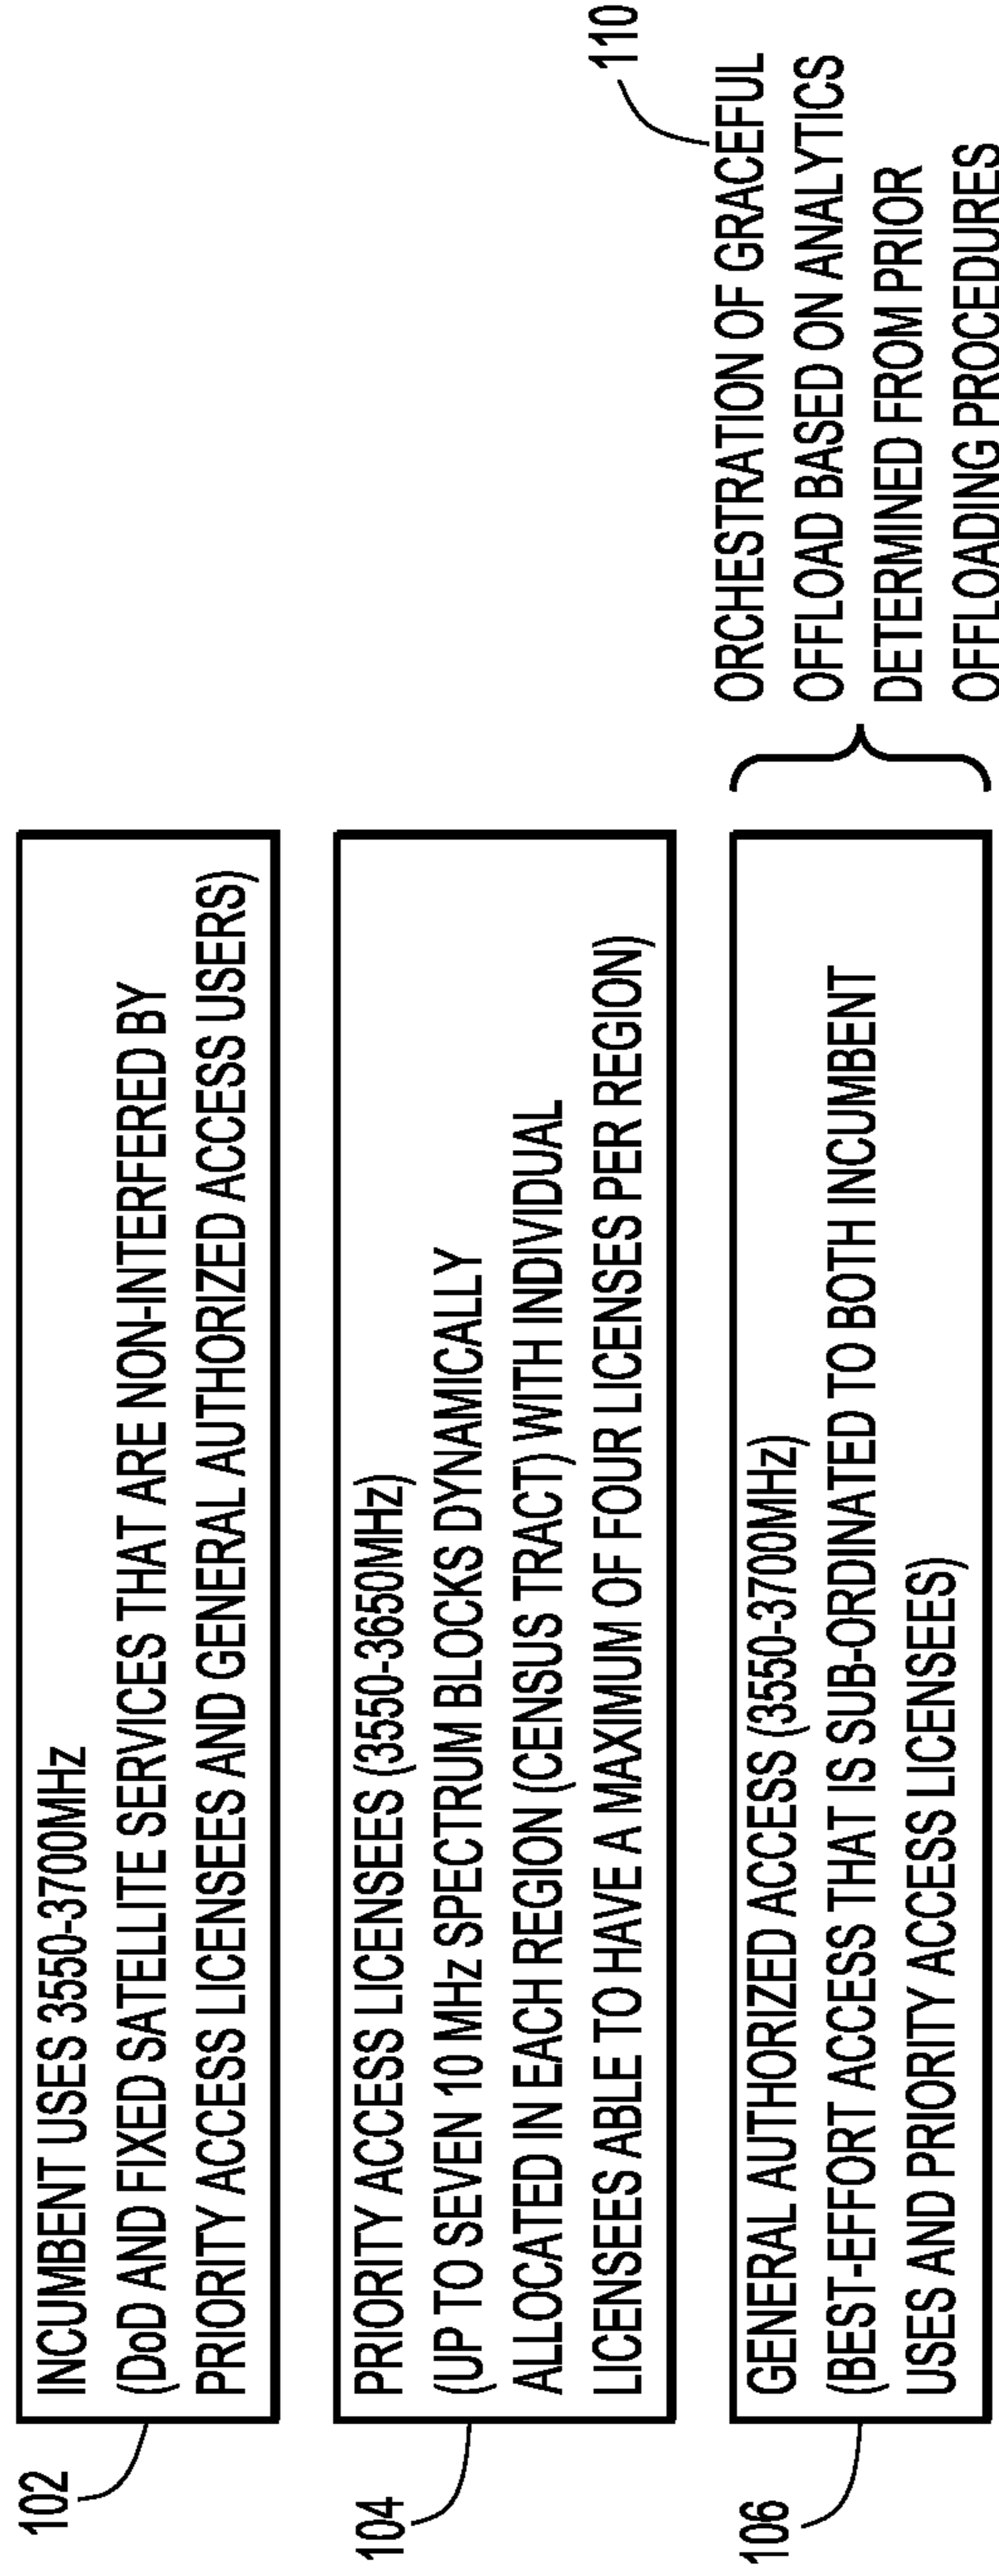 102
INCUMBENT USES 3550-3700MHz
(DoD AND FIXED SATELLITE SERVICES THAT ARE NON-INTERFERED BY
PRIORITY ACCESS LICENSEES AND GENERAL AUTHORIZED ACCESS USERS)
104
PRIORITY ACCESS LICENSEES (3550-3650MHz)
(UP TO SEVEN 10 MHz SPECTRUM BLOCKS DYNAMICALLY
ALLOCATED IN EACH REGION (CENSUS TRACT) WITH INDIVIDUAL
LICENSEES ABLE TO HAVE A MAXIMUM OF FOUR LICENSES PER REGION)
106
GENERAL AUTHORIZED ACCESS (3550-3700MHz)
(BEST-EFFORT ACCESS THAT IS SUB-ORDINATED TO BOTH INCUMBENT
USES AND PRIORITY ACCESS LICENSEES)
110
ORCHESTRATION OF GRACEFUL
OFFLOAD BASED ON ANALYTICS
DETERMINED FROM PRIOR
OFFLOADING PROCEDURES